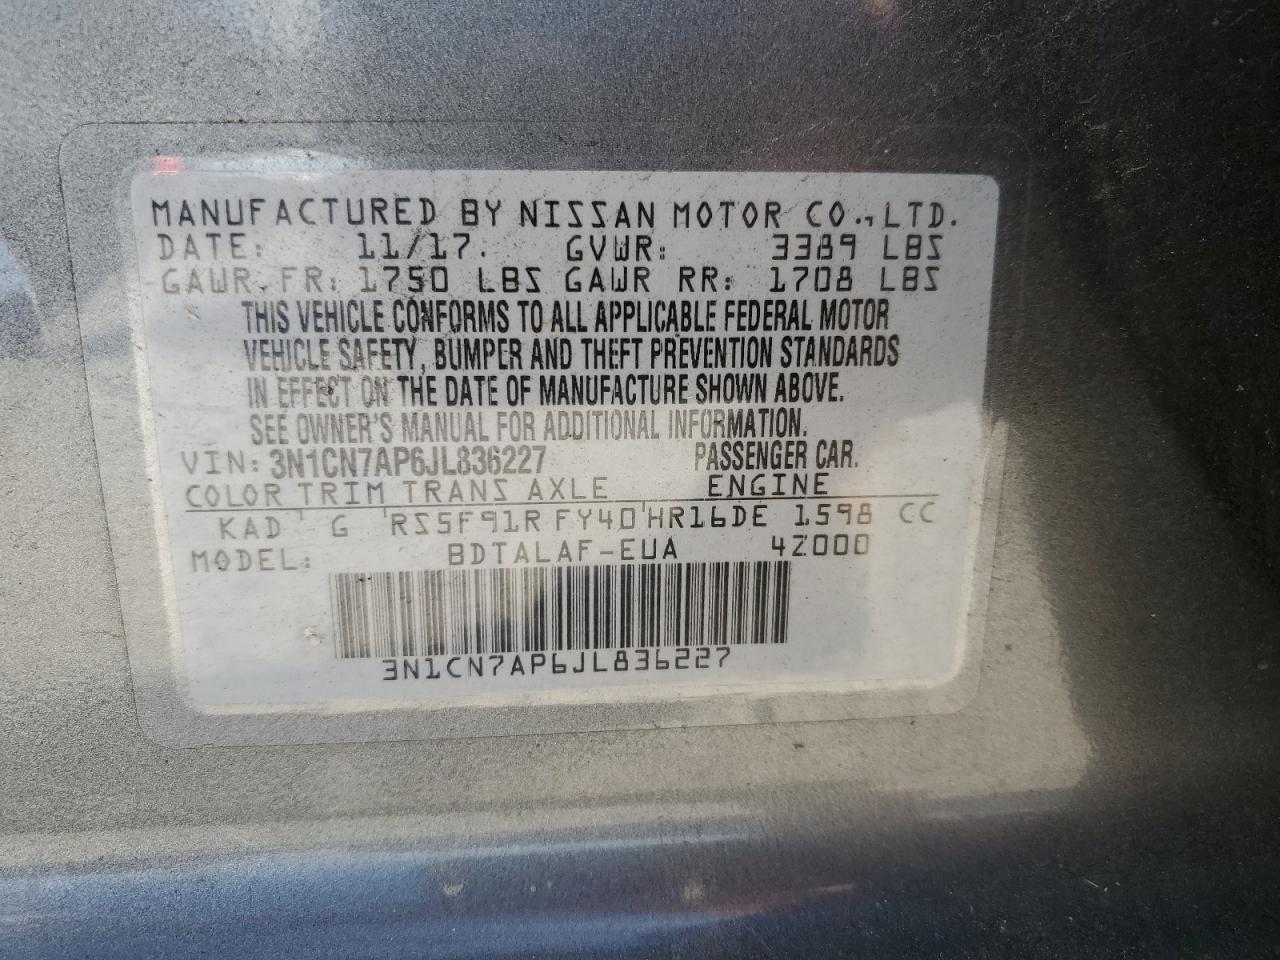 MANUFACTURED BY NISSAN MOTOR CO., LTD.
DATE: 11/17. GVWR: 3389 LBS
GAWR FR: 1750 LBS GAWR RR: 1708 LBS
THIS VEHICLE CONFORMS TO ALL APPLICABLE FEDERAL MOTOR
VEHICLE SAFETY, BUMPER AND THEFT PREVENTION STANDARDS
IN EFFECT ON THE DATE OF MANUFACTURE SHOWN ABOVE.
SEE OWNER'S MANUAL FOR ADDITIONAL INFORMATION.
VIN: 3N1CN7AP6JL836227 PASSENGER CAR.
COLOR TRIM TRANS AXLE ENGINE
KAD G RS5F91R FY40 HR16DE 1598 CC
MODEL: BDTALAF-EUA 42000
3N1CN7AP6JL836227